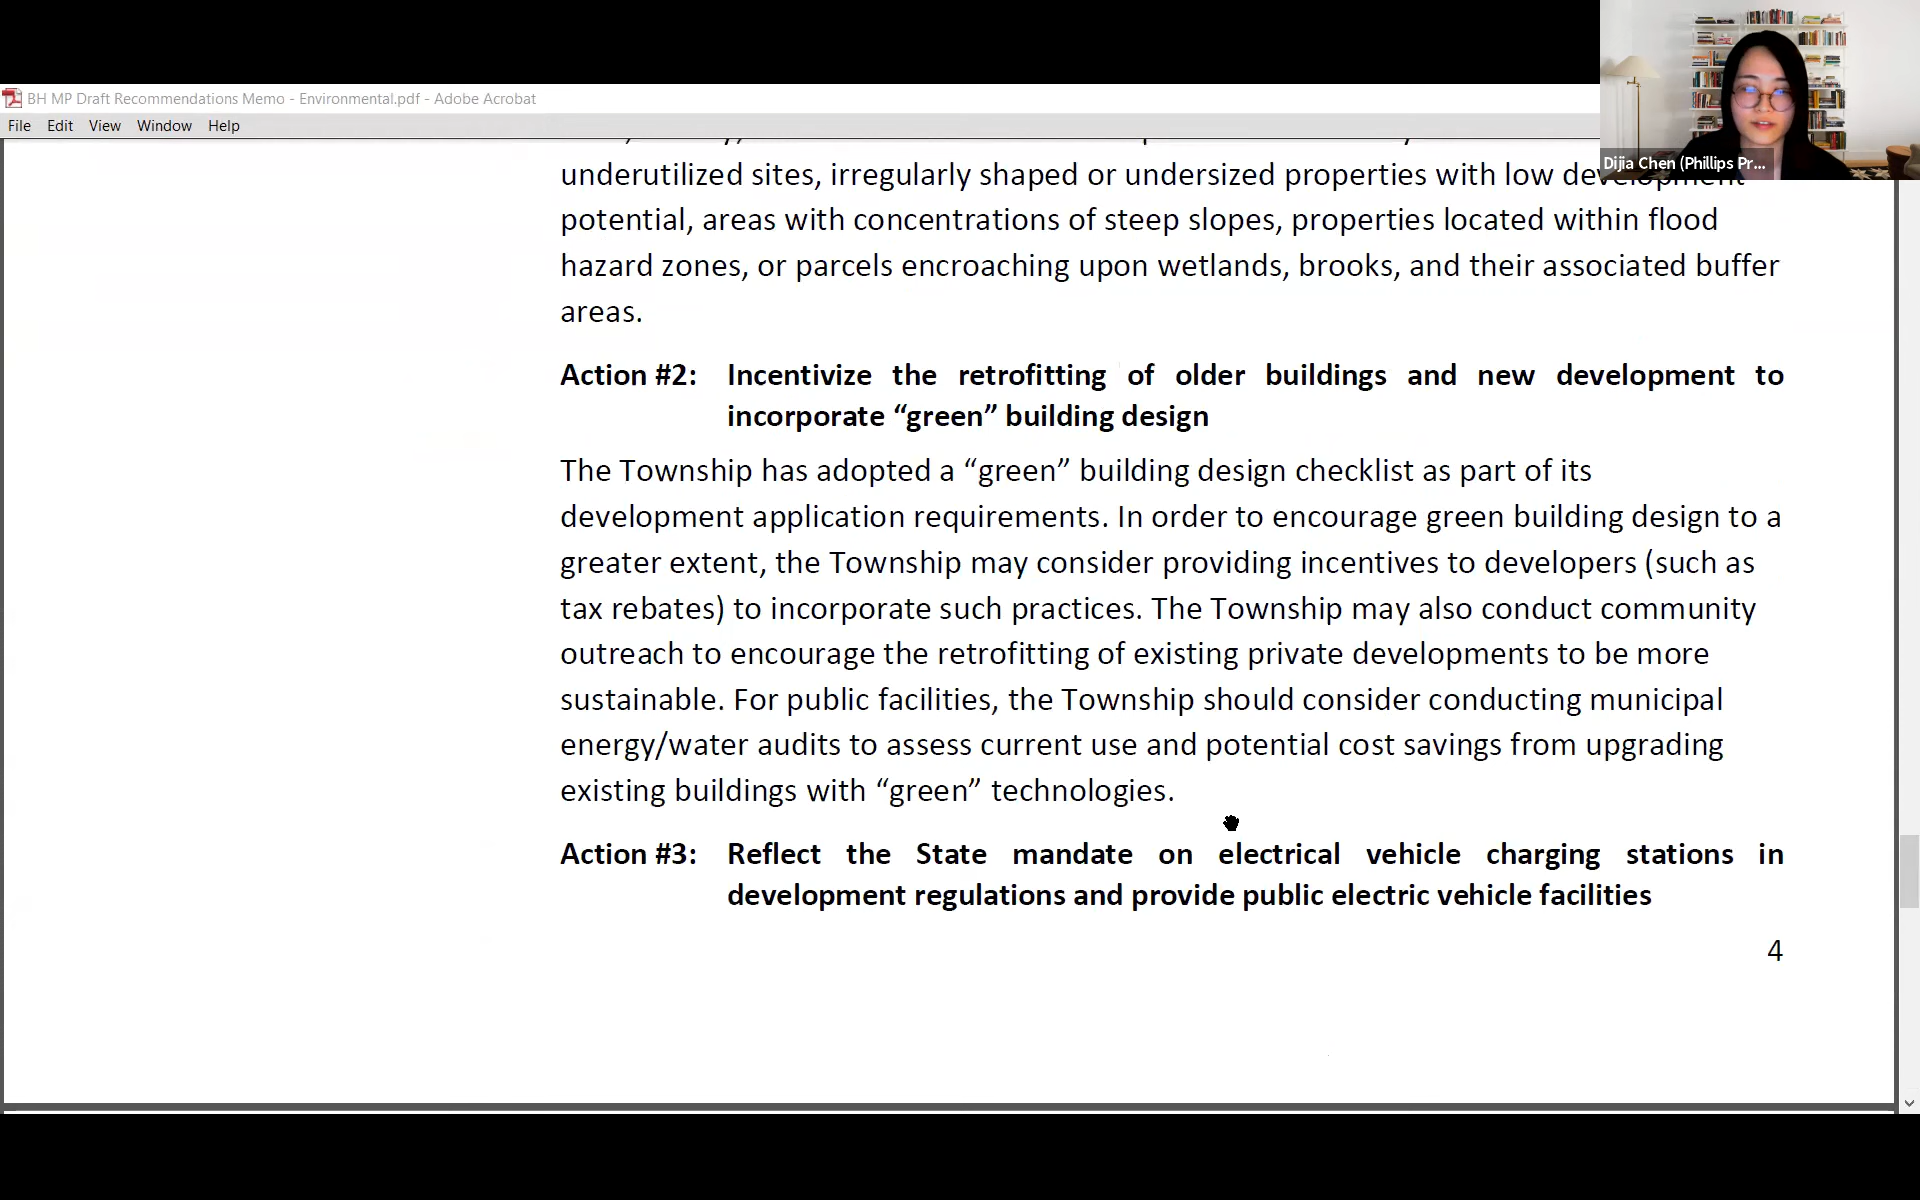 BH MP Draft Recommendations Memo - Environmental.pdf - Adobe Acrobat
File Edit View Window Help
Dijia Chen (Phillips Pr...
underutilized sites, irregularly shaped or undersized properties with low development
potential, areas with concentrations of steep slopes, properties located within flood
hazard zones, or parcels encroaching upon wetlands, brooks, and their associated buffer
areas.
Action #2: Incentivize the retrofitting of older buildings and new development to
incorporate “green” building design
The Township has adopted a “green” building design checklist as part of its
development application requirements. In order to encourage green building design to a
greater extent, the Township may consider providing incentives to developers (such as
tax rebates) to incorporate such practices. The Township may also conduct community
outreach to encourage the retrofitting of existing private developments to be more
sustainable. For public facilities, the Township should consider conducting municipal
energy/water audits to assess current use and potential cost savings from upgrading
existing buildings with “green” technologies.
Action #3: Reflect the State mandate on electrical vehicle charging stations in
development regulations and provide public electric vehicle facilities
4